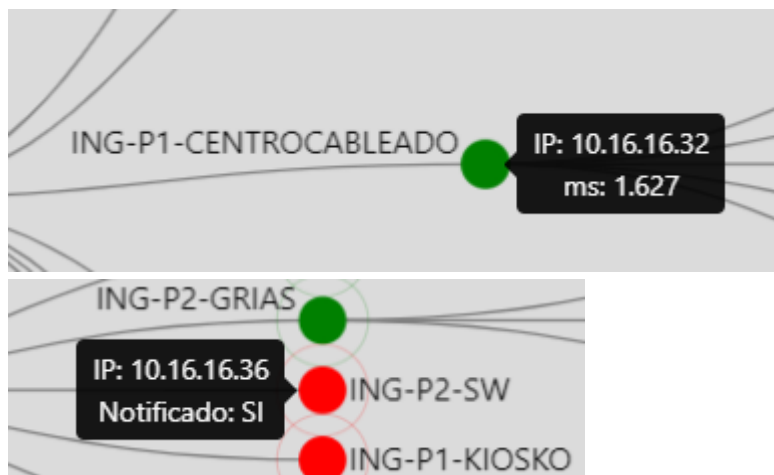 ING-P1-CENTROCABLEADO
IP: 10.16.16.32
ms: 1.627
ING-P2-GRIAS
IP: 10.16.16.36
Notificado: SI
ING-P2-SW
ING-P1-KIOSKO